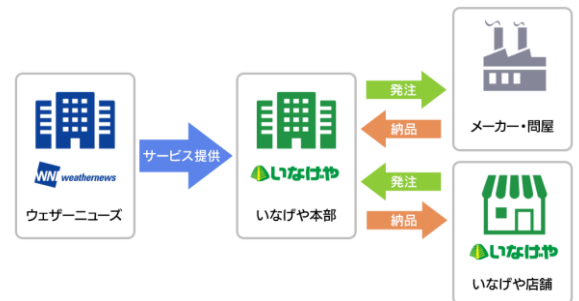 WN weathernews
ウェザーニューズ
サービス提供
いなげや
いなげや本部
発注
納品
メーカー・問屋
発注
納品
いなげや
いなげや店舗